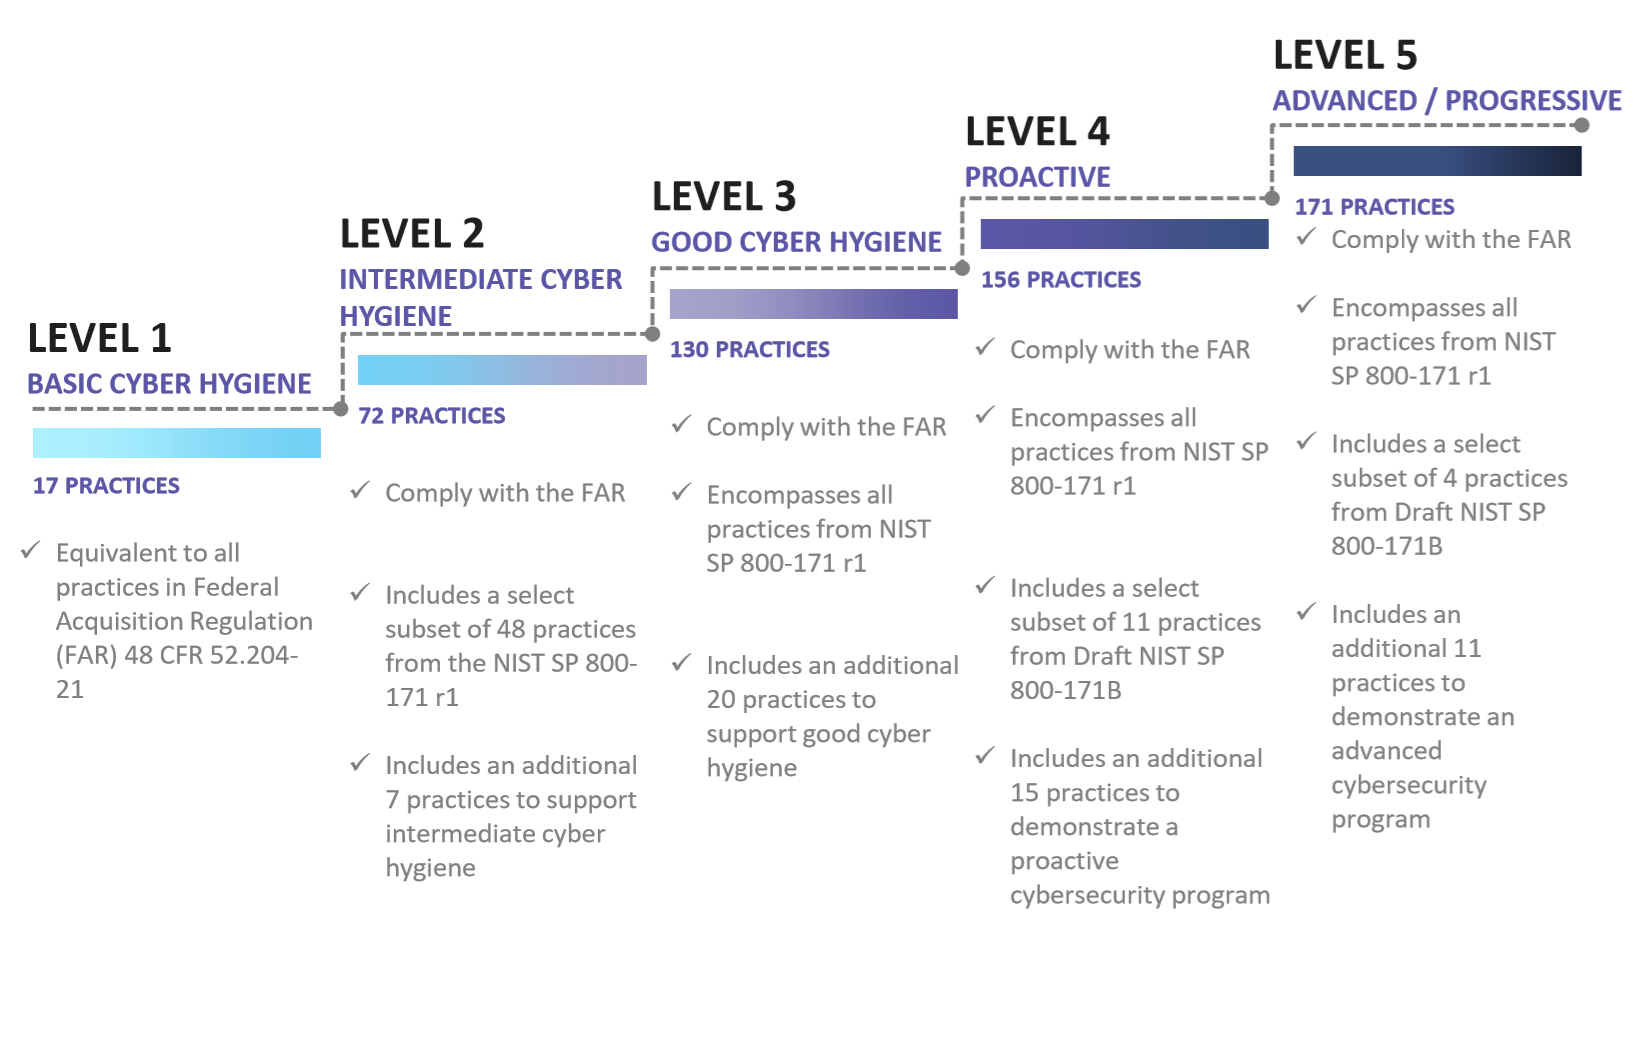 LEVEL 1
BASIC CYBER HYGIENE
17 PRACTICES
✓ Equivalent to all
practices in Federal
Acquisition Regulation
(FAR) 48 CFR 52.204-
21
LEVEL 2
INTERMEDIATE CYBER
HYGIENE
72 PRACTICES
✓ Comply with the FAR
✓ Includes a select
subset of 48 practices
from the NIST SP 800-
171 r1
✓ Includes an additional
7 practices to support
intermediate cyber
hygiene
LEVEL 3
GOOD CYBER HYGIENE
130 PRACTICES
✓ Comply with the FAR
✓ Encompasses all
practices from NIST
SP 800-171 r1
✓ Includes an additional
20 practices to
support good cyber
hygiene
LEVEL 4
PROACTIVE
156 PRACTICES
✓ Comply with the FAR
✓ Encompasses all
practices from NIST SP
800-171 r1
✓ Includes a select
subset of 11 practices
from Draft NIST SP
800-171B
✓ Includes an additional
15 practices to
demonstrate a
proactive
cybersecurity program
LEVEL 5
ADVANCED / PROGRESSIVE
171 PRACTICES
✓ Comply with the FAR
✓ Encompasses all
practices from NIST
SP 800-171 r1
✓ Includes a select
subset of 4 practices
from Draft NIST SP
800-171B
✓ Includes an
additional 11
practices to
demonstrate an
advanced
cybersecurity
program